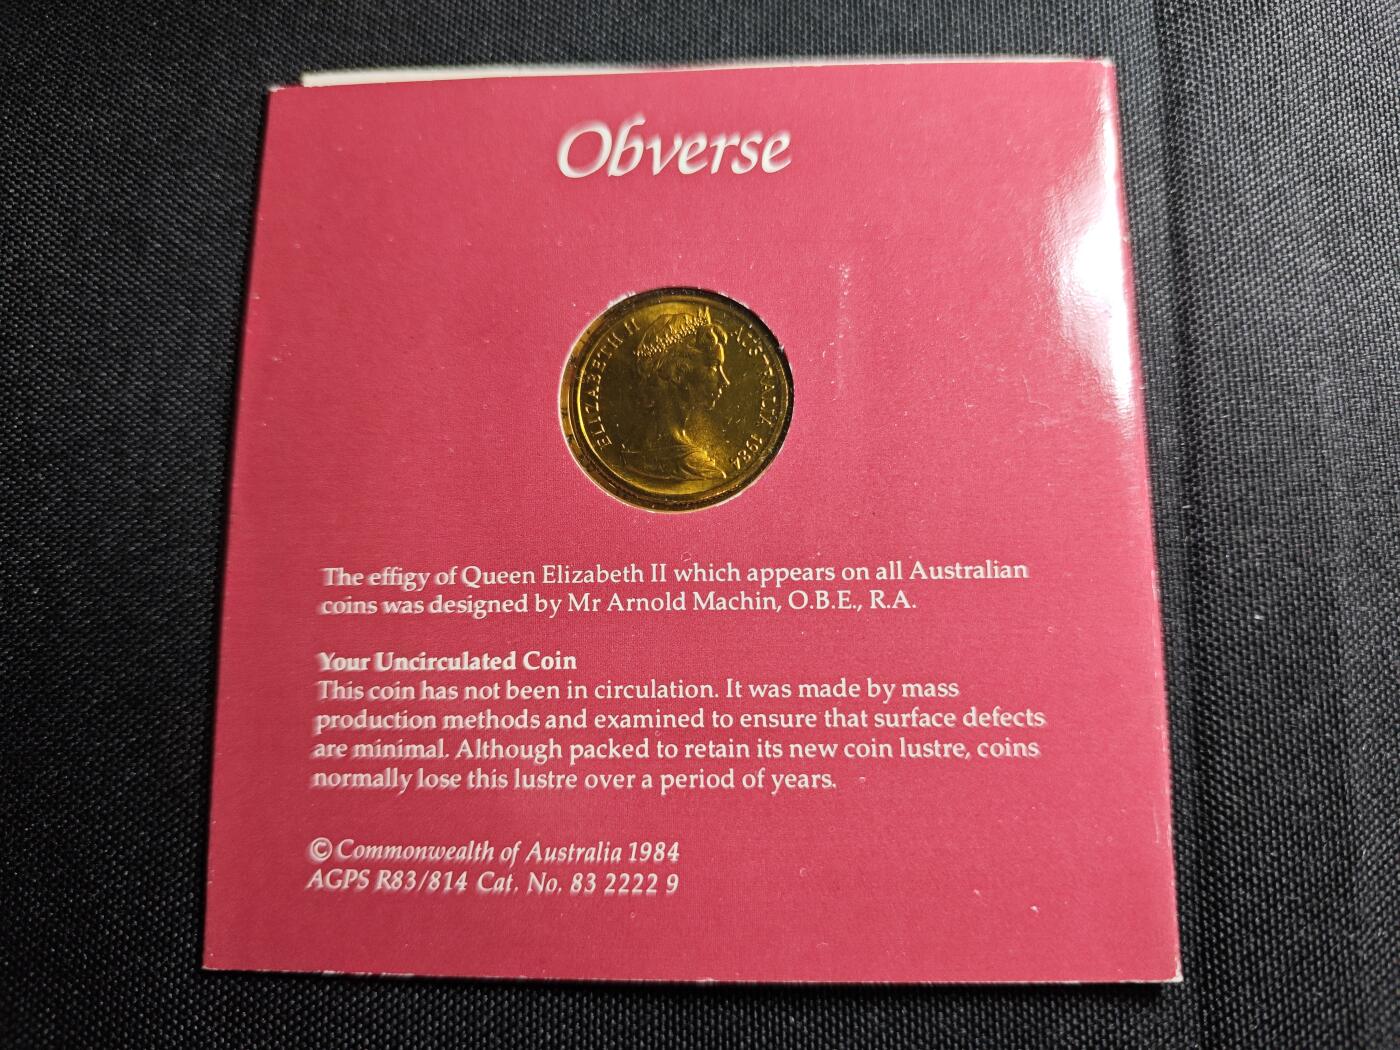 Obverse
ELIZABETH II AUSTRALIA 1984
The effigy of Queen Elizabeth II which appears on all Australian
coins was designed by Mr Arnold Machin, O.B.E., R.A.
Your Uncirculated Coin
This coin has not been in circulation. It was made by mass
production methods and examined to ensure that surface defects
are minimal. Although packed to retain its new coin lustre, coins
normally lose this lustre over a period of years.
© Commonwealth of Australia 1984
AGPS R83/814 Cat. No. 83 2222 9